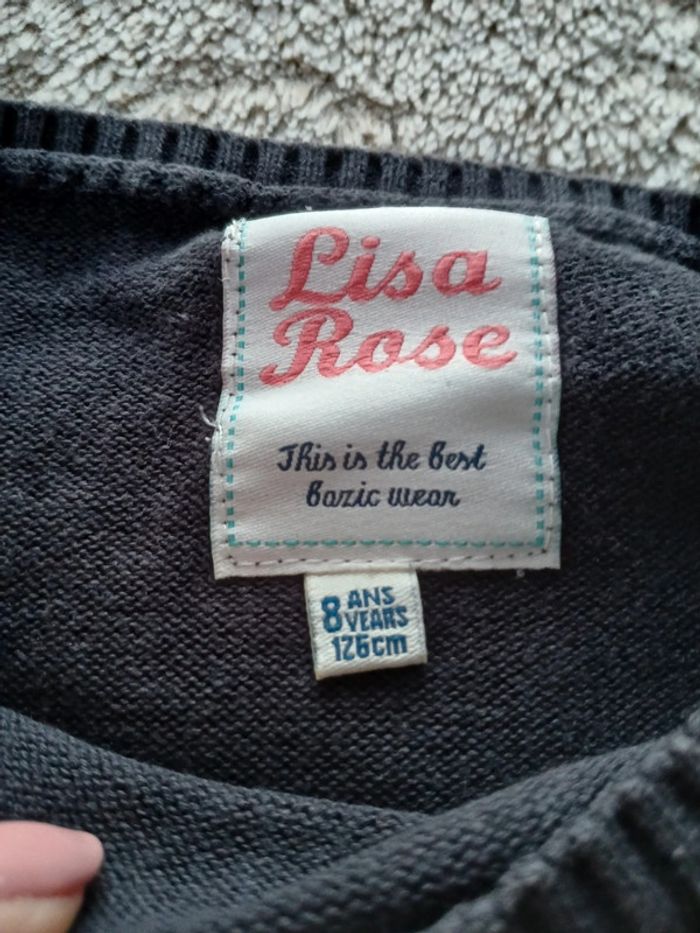 Lisa
Rose
This is the best
bazic wear
8 ANS
YEARS
126cm